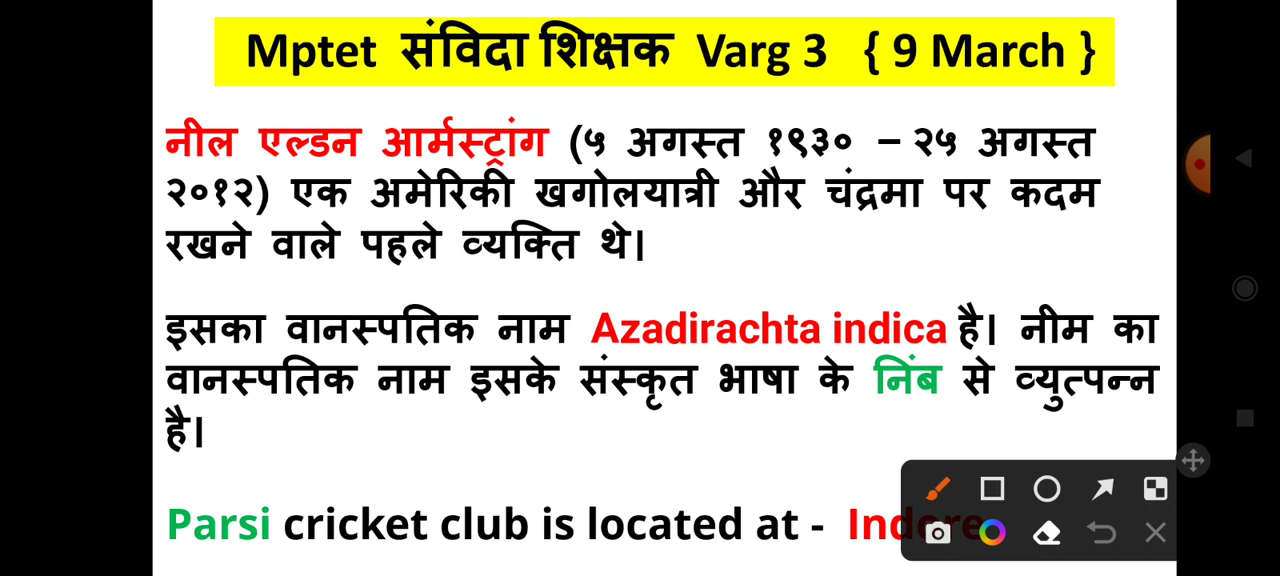 Mptet संविदा शिक्षक Varg 3 { 9 March }
नील एल्डन आर्मस्ट्रांग (५ अगस्त १९३० – २५ अगस्त
२०१२) एक अमेरिकी खगोलयात्री और चंद्रमा पर कदम
रखने वाले पहले व्यक्ति थे।
इसका वानस्पतिक नाम Azadirachta indica है। नीम का
वानस्पतिक नाम इसके संस्कृत भाषा के निंब से व्युत्पन्न
है।
Parsi cricket club is located at - Indore